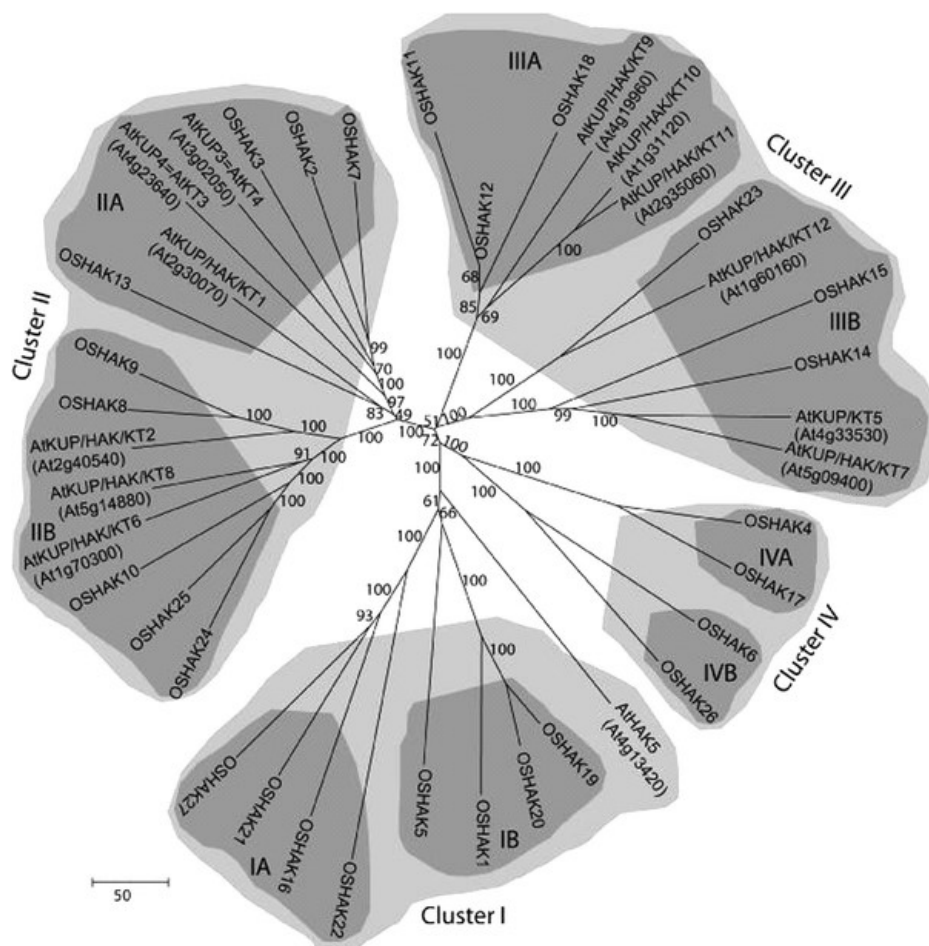 IIIA
OSHAK11
OSHAK18
AtKUP/HAK/KT9
(At4g19960)
AtKUP/HAK/KT10
(At1g31120)
AtKUP/HAK/KT11
(At2g35060)
OSHAK12
100
68
85
69
100
Cluster III
OSHAK23
AtKUP/HAK/KT12
(At1g60160)
OSHAK15
IIIB
OSHAK14
AtKUP/KT5
(At4g33530)
AtKUP/HAK/KT7
(At5g09400)
100
100
99
100
IIA
OSHAK7
OSHAK2
OSHAK3
AtKUP3=AtKT4
(At3g02050)
AtKUP4=AtKT3
(At4g23640)
AtKUP/HAK/KT1
(At2g30070)
OSHAK13
99
70
100
97
83
49
Cluster II
OSHAK9
OSHAK8
AtKUP/HAK/KT2
(At2g40540)
AtKUP/HAK/KT8
(At5g14880)
IIB
AtKUP/HAK/KT6
(At1g70300)
OSHAK10
OSHAK25
OSHAK24
100
100
91
100
100
100
100
100
51
100
72
100
100
100
OSHAK4
IVA
OSHAK17
OSHAK6
IVB
OSHAK26
Cluster IV
100
61
66
100
100
93
100
100
AtHAK5
(At4g13420)
OSHAK19
OSHAK20
OSHAK1
OSHAK5
IB
OSHAK27
OSHAK21
OSHAK16
OSHAK22
IA
Cluster I
50